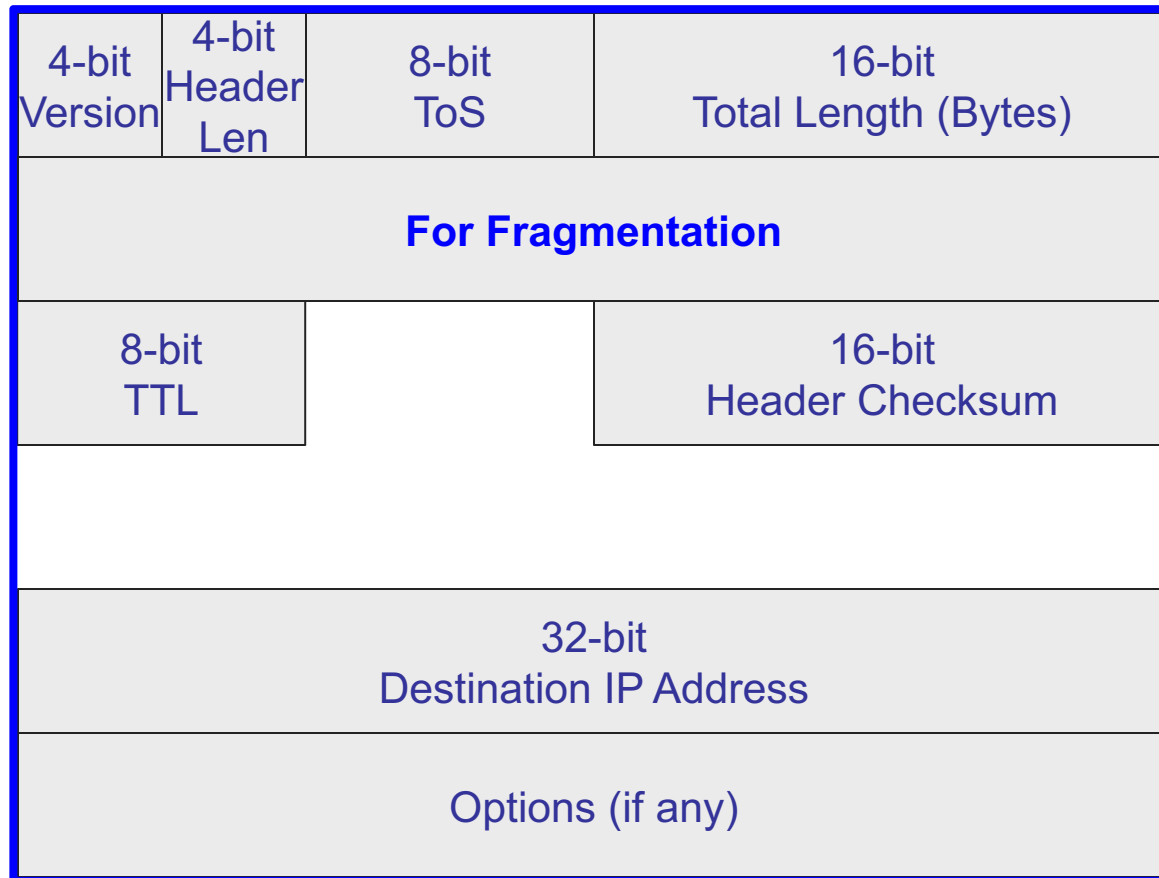 4-bit
Version
4-bit
Header
Len
8-bit
ToS
16-bit
Total Length (Bytes)
For Fragmentation
8-bit
TTL
16-bit
Header Checksum
32-bit
Destination IP Address
Options (if any)